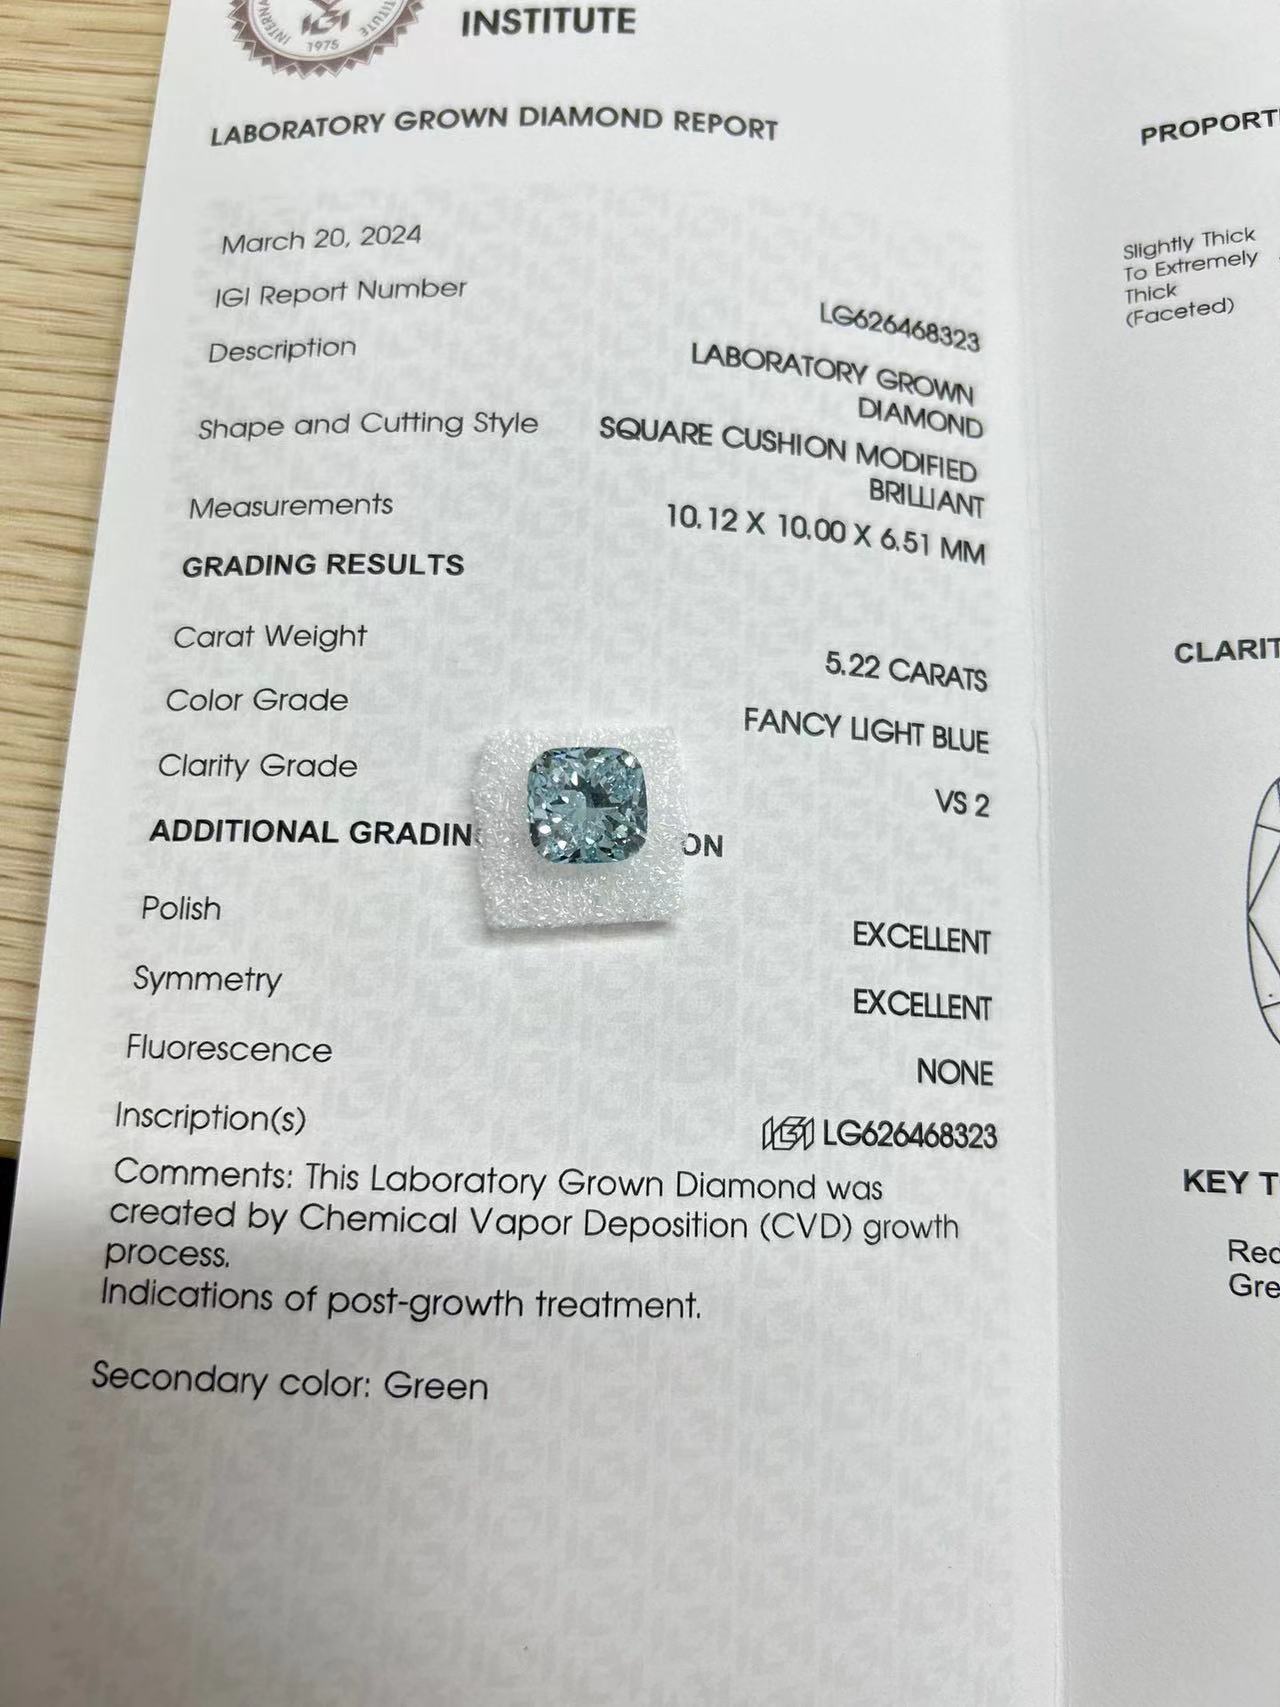 1975
INSTITUTE
LABORATORY GROWN DIAMOND REPORT
March 20, 2024
IGI Report Number
LG626468323
Description
LABORATORY GROWN
DIAMOND
Shape and Cutting Style
SQUARE CUSHION MODIFIED
BRILLIANT
Measurements
10.12 X 10.00 X 6.51 MM
GRADING RESULTS
Carat Weight
5.22 CARATS
Color Grade
FANCY LIGHT BLUE
Clarity Grade
VS 2
ADDITIONAL GRADIN ON
Polish
EXCELLENT
Symmetry
EXCELLENT
Fluorescence
NONE
Inscription(s)
IGI LG626468323
Comments: This Laboratory Grown Diamond was
created by Chemical Vapor Deposition (CVD) growth
process.
Indications of post-growth treatment.
Secondary color: Green
PROPORT
Slightly Thick
To Extremely
Thick
(Faceted)
CLARIT
KEY T
Red
Gre